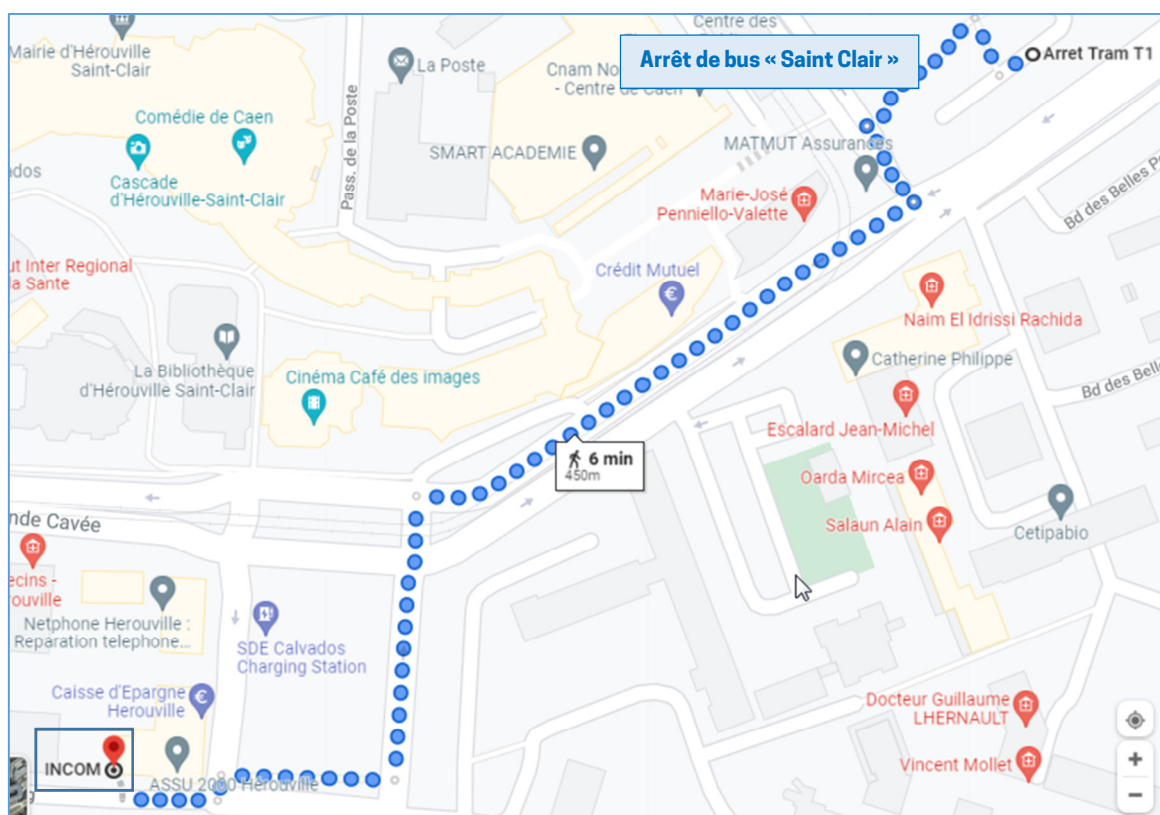 Centre des
Mairie d'Hérouville
Saint-Clair
La Poste
Cnam No
- Centre de Caen
Arrêt de bus « Saint Clair »
Arret Tram T1
Comédie de Caen
Pass. de la Poste
SMART ACADEMIE
MATMUT Assurances
ados
Cascade
d'Hérouville-Saint-Clair
Marie-José
Penniello-Valette
Bd des Belles Po
ut Inter Regional
la Sante
Crédit Mutuel
Naim El Idrissi Rachida
La Bibliothèque
d'Hérouville Saint-Clair
Cinéma Café des images
Catherine Philippe
Bd des Belles
Escalard Jean-Michel
6 min
450m
Oarda Mircea
Salaun Alain
Cetipabio
nde Cavée
ecins -
rouville
Netphone Herouville :
Reparation telephone...
SDE Calvados
Charging Station
Caisse d'Epargne
Herouville
Docteur Guillaume
LHERNAULT
INCOM
ASSU 2000 Hérouville
Vincent Mollet